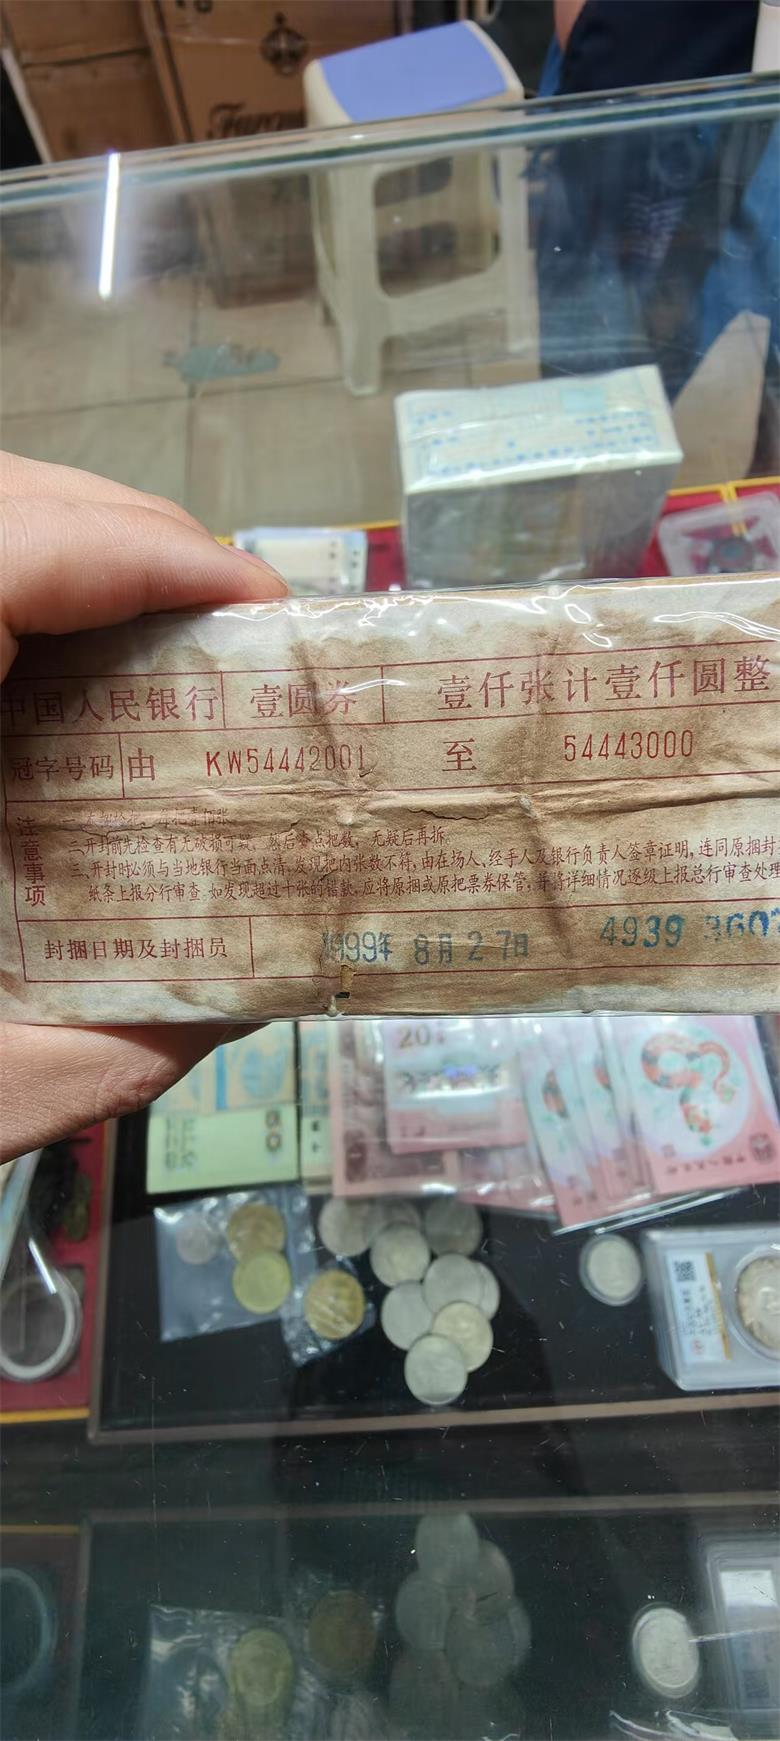 中国人民银行 壹圆券 壹仟张计壹仟圆整
冠字号码 由 KW54442001 至 54443000
注意事项
二.开封前先检查有无破损可疑，然后查点把数，无疑后再拆.
三.开封时必须与当地银行当面点清.发现把内张数不符，由在场人、经手人及银行负责人签章证明，连同原捆封
纸条上报分行审查.如发现超过十张的错款，应将原捆或原把票券保管，并将详细情况逐级上报总行审查处理
封捆日期及封捆员 1999年 8月27日 4939 360
20